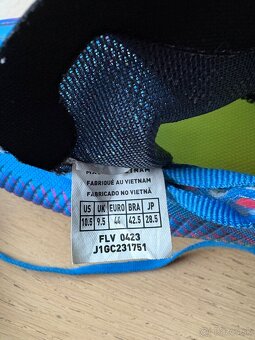 FABRIQUÉ AU VIETNAM
FABRICADO NO VIETNÃ
US UK EURO BRA JP
10.5 9.5 44 42.5 28.5
FLV 0423
J1GC231751